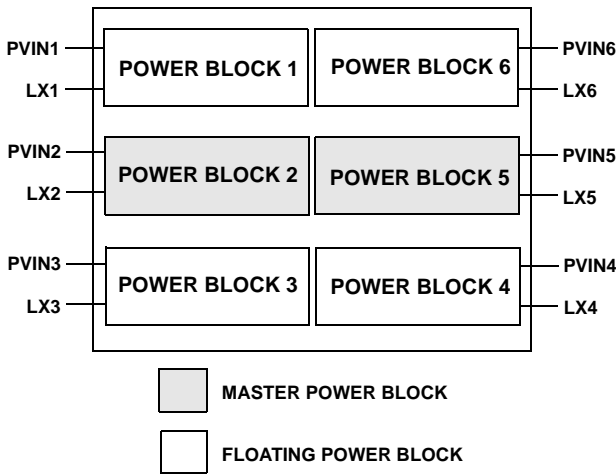 PVIN1 POWER BLOCK 1 POWER BLOCK 6 PVIN6
LX1 LX6
PVIN2 POWER BLOCK 2 POWER BLOCK 5 PVIN5
LX2 LX5
PVIN3 POWER BLOCK 3 POWER BLOCK 4 PVIN4
LX3 LX4
MASTER POWER BLOCK
FLOATING POWER BLOCK